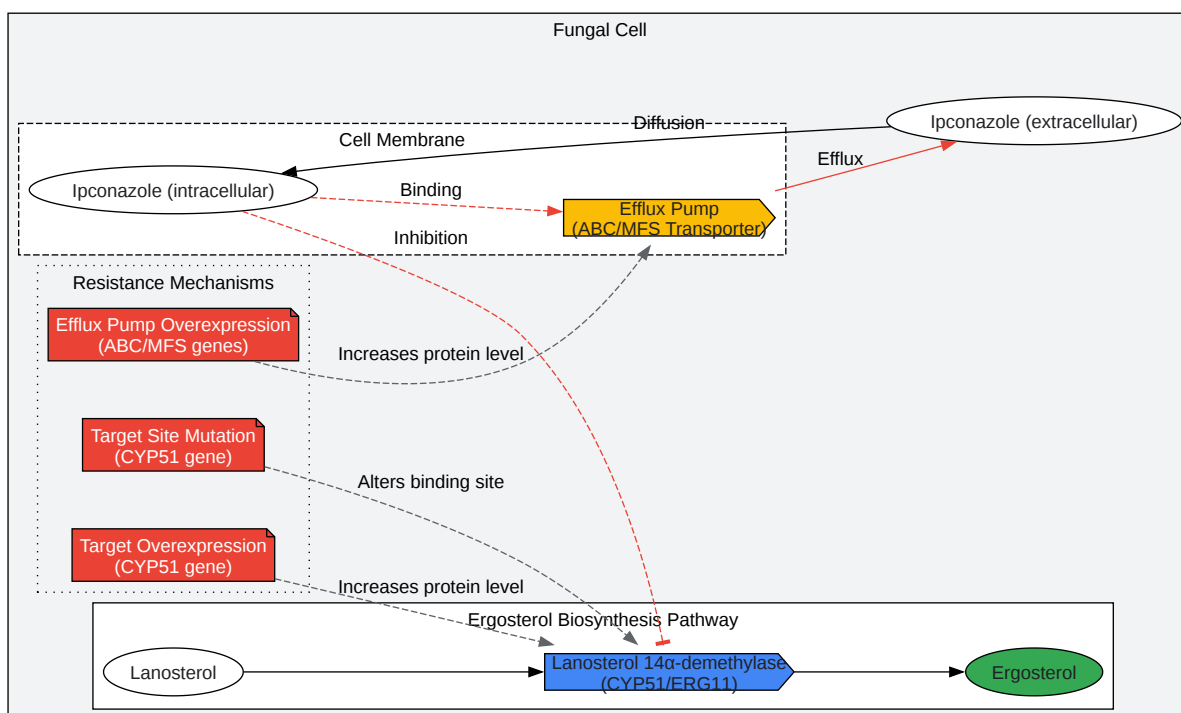 Fungal Cell
Ipconazole (extracellular)
Diffusion
Cell Membrane
Efflux
Ipconazole (intracellular)
Binding
Efflux Pump
(ABC/MFS Transporter)
Inhibition
Resistance Mechanisms
Efflux Pump Overexpression
(ABC/MFS genes)
Increases protein level
Target Site Mutation
(CYP51 gene)
Alters binding site
Target Overexpression
(CYP51 gene)
Increases protein level
Ergosterol Biosynthesis Pathway
Lanosterol
Lanosterol 14α-demethylase
(CYP51/ERG11)
Ergosterol